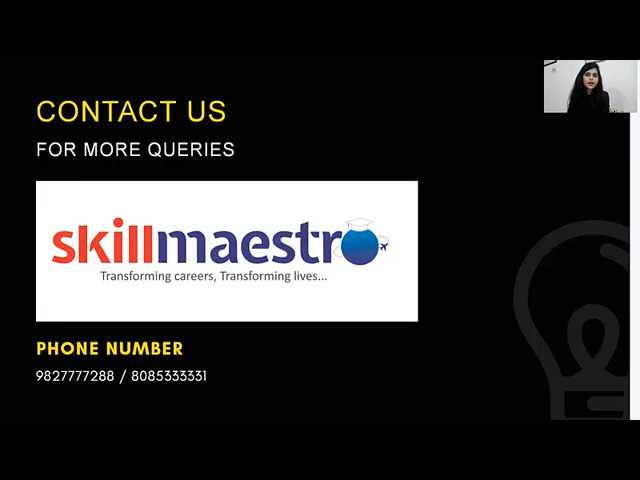 CONTACT US
FOR MORE QUERIES
skillmaestro
Transforming careers, Transforming lives...
PHONE NUMBER
9827777288 / 8085333331